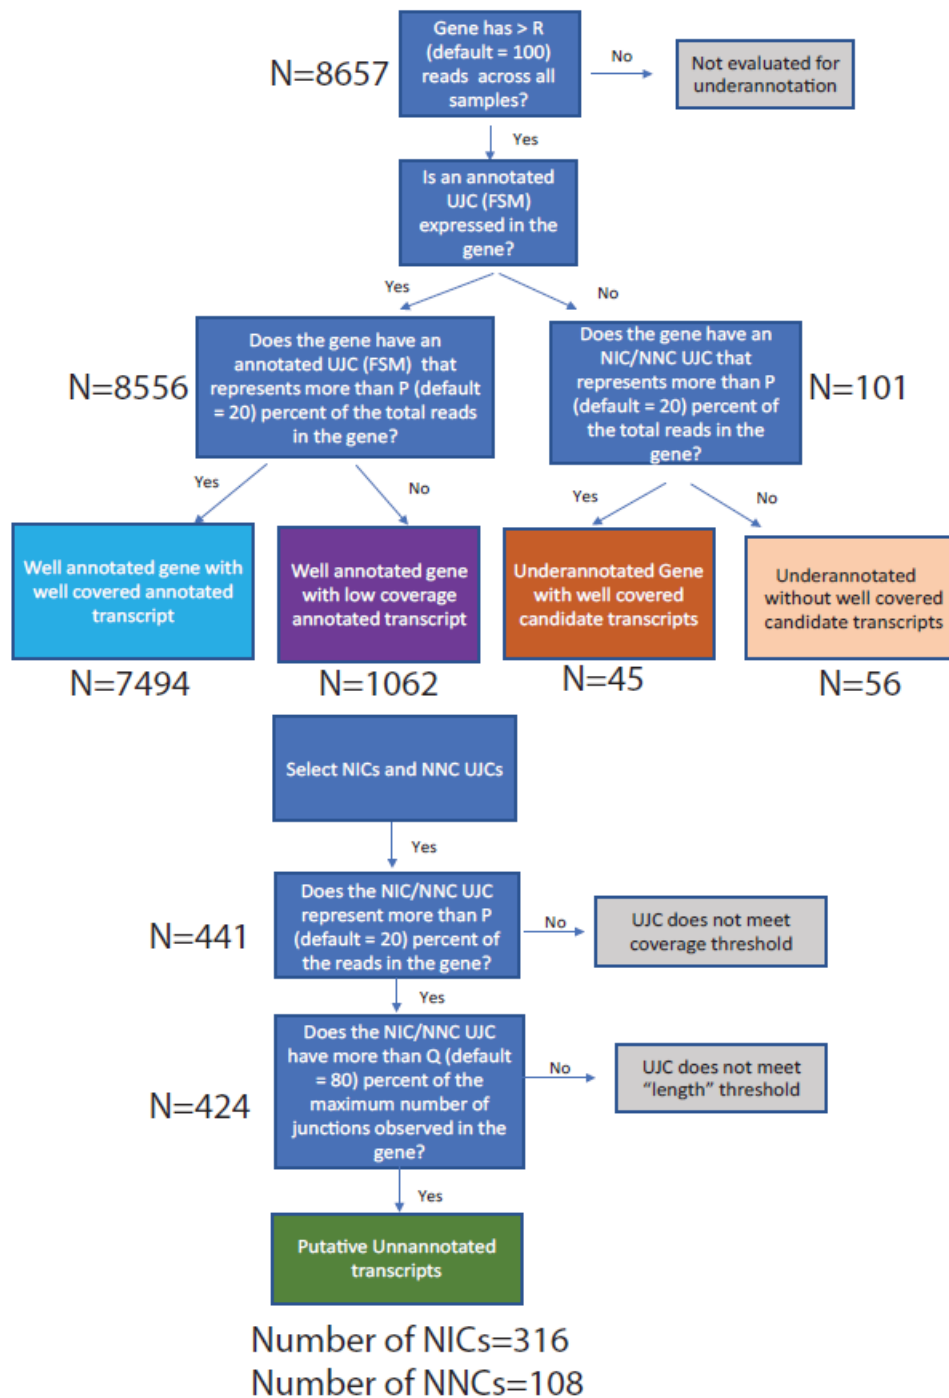 Gene has > R
(default = 100)
reads across all
samples?
N=8657
No
Not evaluated for
underannotation
Yes
Is an annotated
UJC (FSM)
expressed in the
gene?
Yes
No
Does the gene have an
annotated UJC (FSM) that
represents more than P (default
= 20) percent of the total reads
in the gene?
N=8556
Does the gene have an
NIC/NNC UJC that
represents more than P
(default = 20) percent of
the total reads in the
gene?
N=101
Yes
No
Yes
No
Well annotated gene with
well covered annotated
transcript
Well annotated gene
with low coverage
annotated transcript
Underannotated Gene
with well covered
candidate transcripts
Underannotated
without well covered
candidate transcripts
N=7494
N=1062
N=45
N=56
Select NICs and NNC UJCs
Yes
Does the NIC/NNC UJC
represent more than P
(default = 20) percent of
the reads in the gene?
N=441
No
UJC does not meet
coverage threshold
Yes
Does the NIC/NNC UJC
have more than Q (default
= 80) percent of the
maximum number of
junctions observed in the
gene?
N=424
No
UJC does not meet
“length” threshold
Yes
Putative Unnannotated
transcripts
Number of NICs=316
Number of NNCs=108